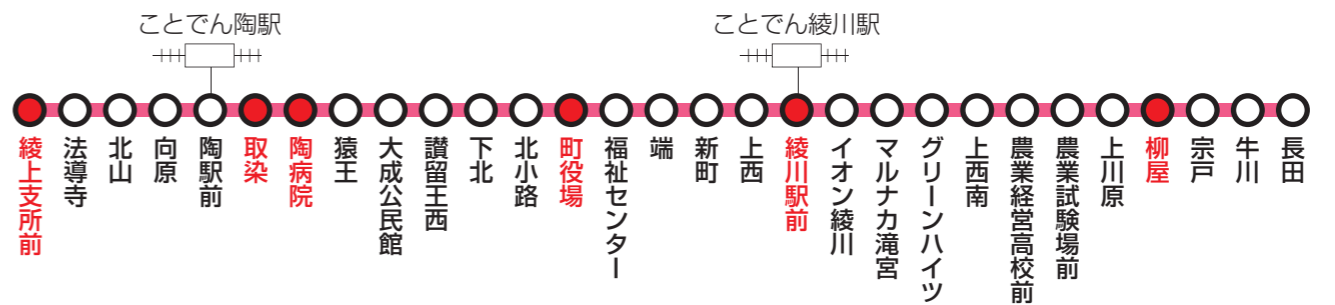 ことでん陶駅
ことでん綾川駅
綾上支所前
法導寺
北山
向原
陶駅前
取染
陶病院
猿王
大成公民館
讃留王西
下北
北小路
町役場
福祉センター
端
新町
上西
綾川駅前
イオン綾川
マルナカ滝宮
グリーンハイツ
上西南
農業経営高校前
農業試験場前
上川原
柳屋
宗戸
牛川
長田